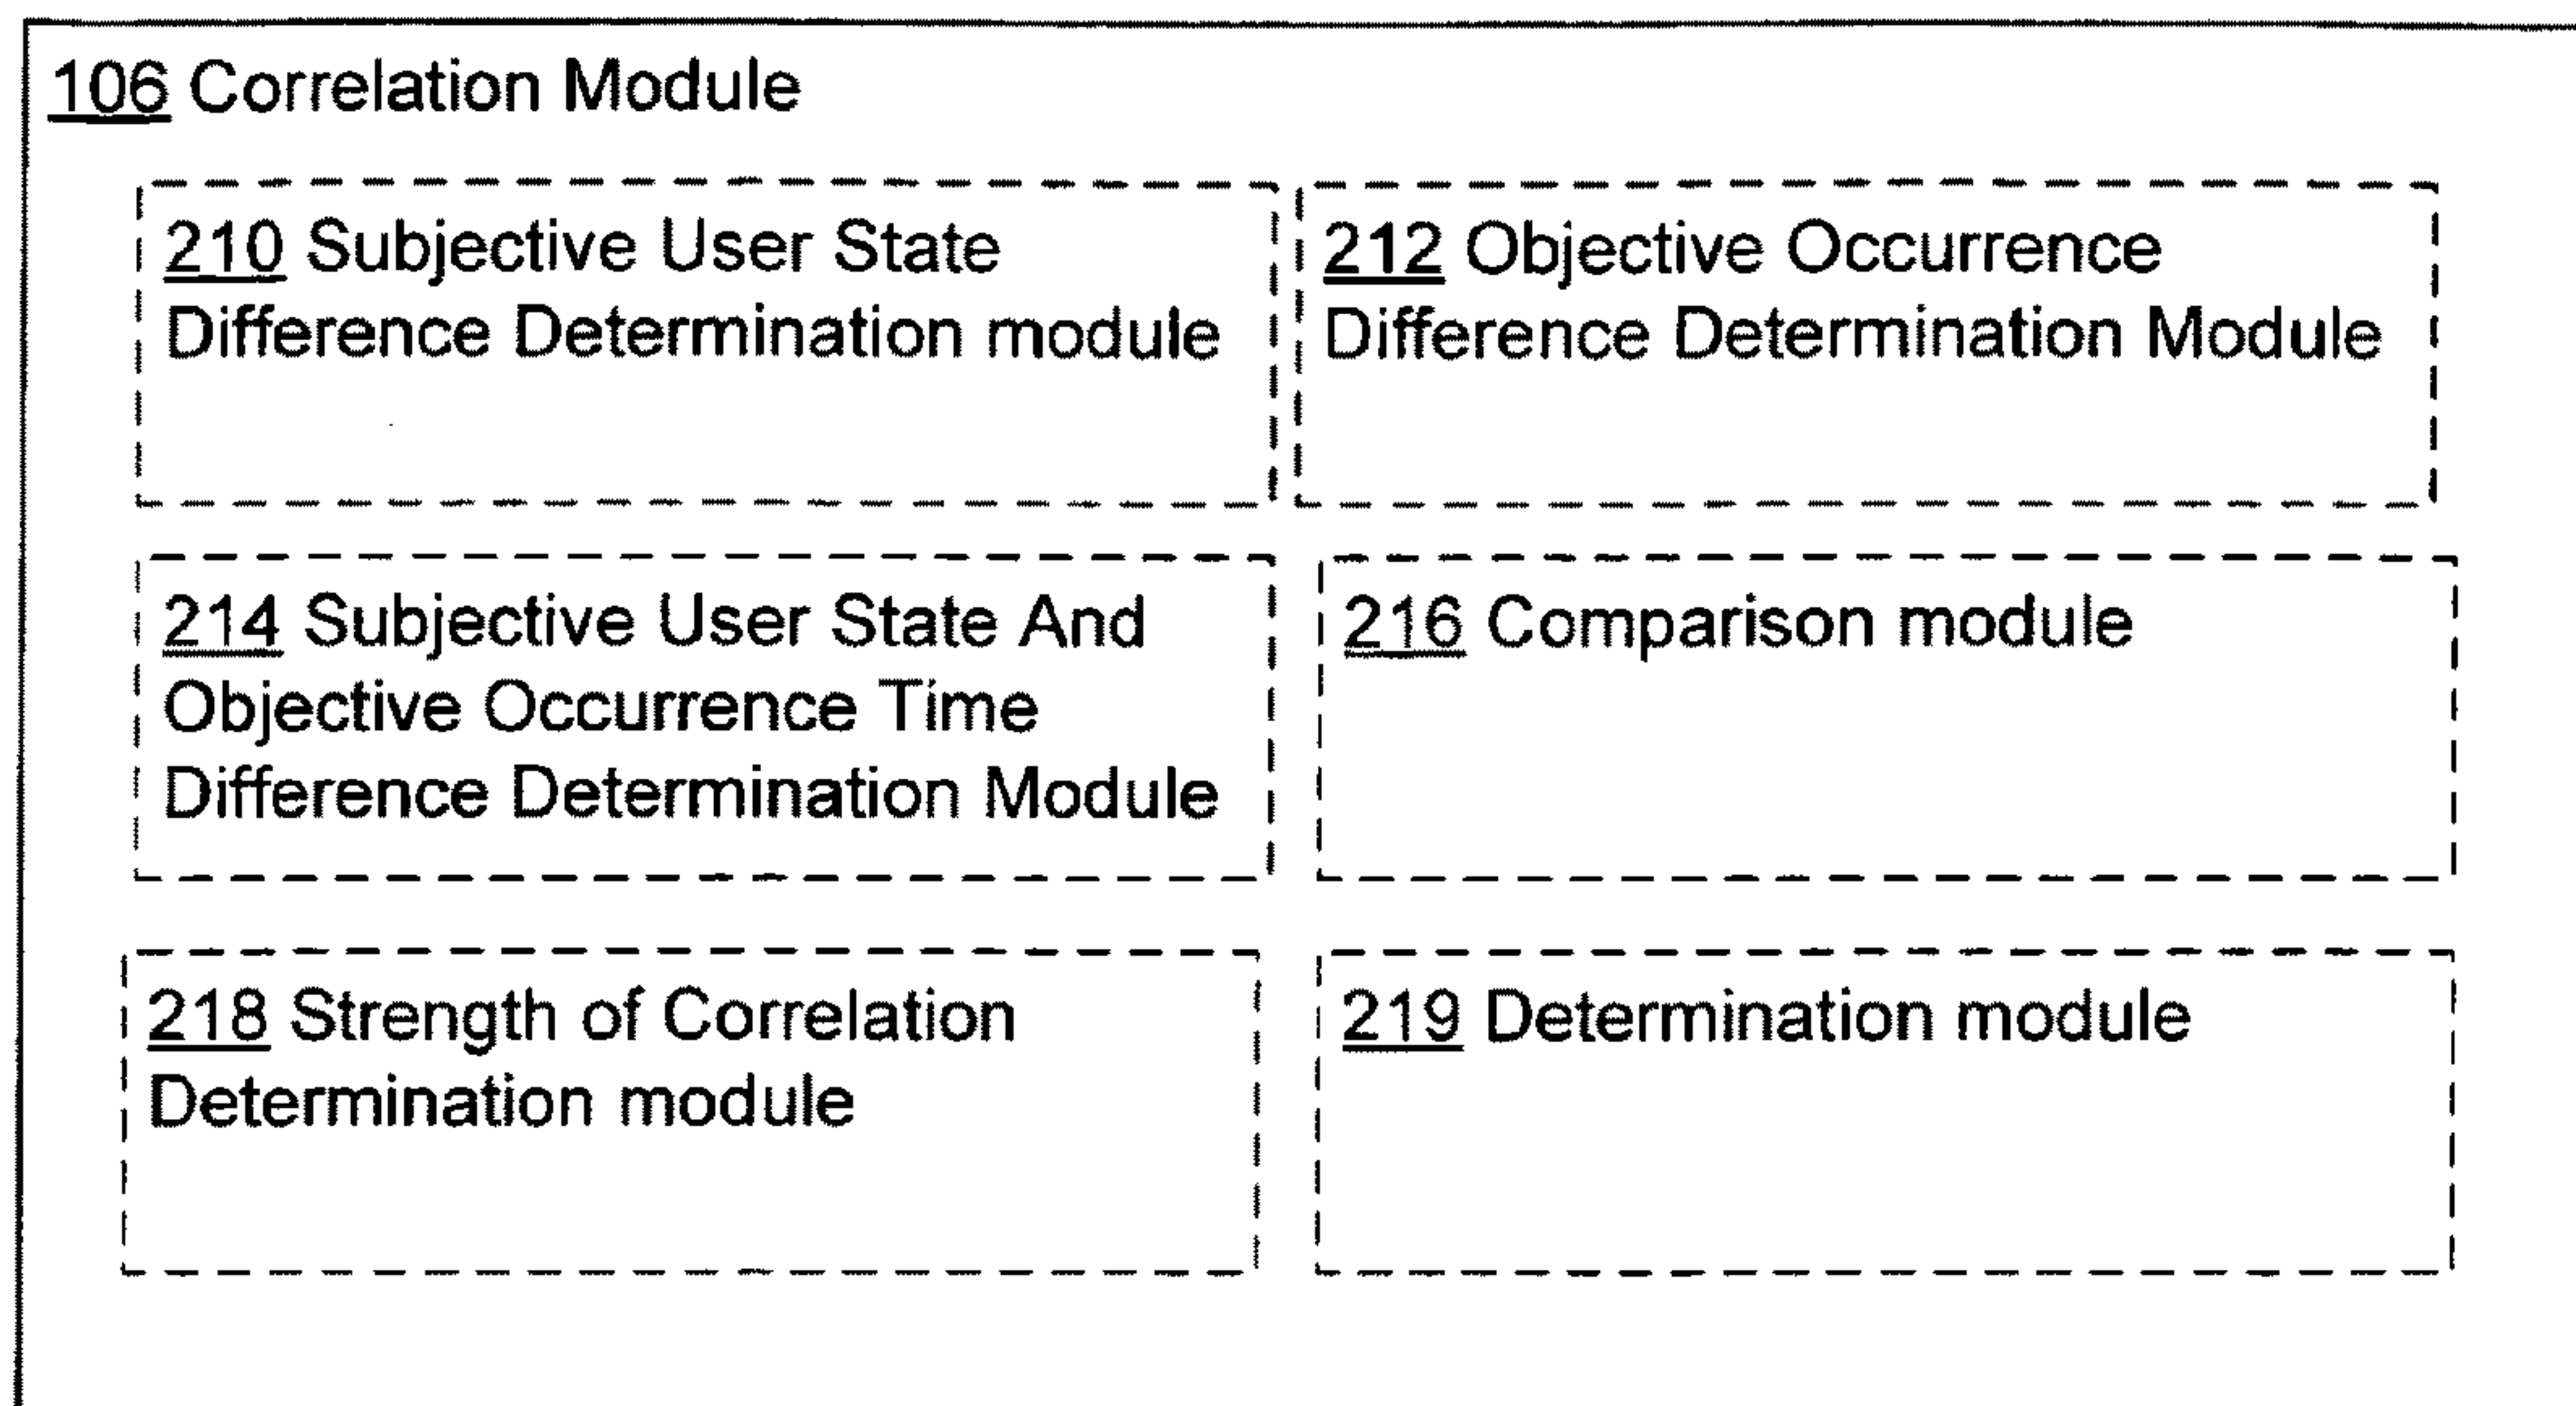 106 Correlation Module
210 Subjective User State
Difference Determination module
212 Objective Occurrence
Difference Determination Module
214 Subjective User State And
Objective Occurrence Time
Difference Determination Module
216 Comparison module
218 Strength of Correlation
Determination module
219 Determination module